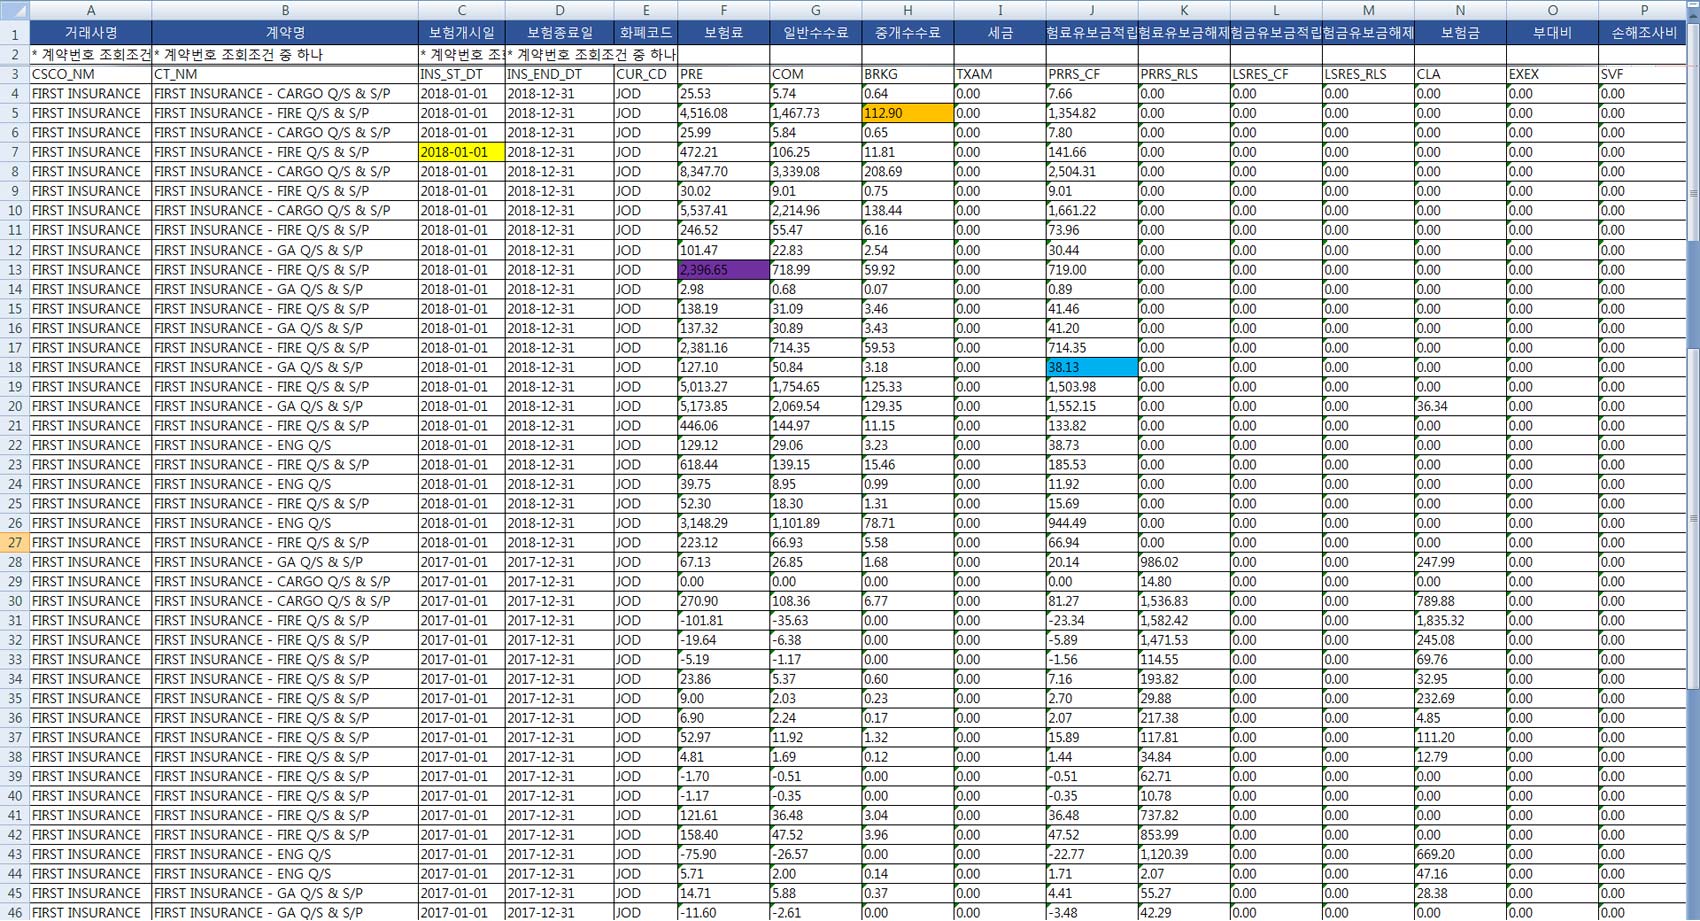 A B C D E F G H I J K L M N O P
1 거래사명 계약명 보험개시일 보험종료일 화폐코드 보험료 일반수수료 중개수수료 세금 험료유보금적립 험료유보금해제 험금유보금적립 험금유보금해제 보험금 부대비 손해조사비
2 * 계약번호 조회조건 * 계약번호 조회조건 중 하나 * 계약번호 조: * 계약번호 조회조건 중 하나
3 CSCO_NM CT_NM INS_ST_DT INS_END_DT CUR_CD PRE COM BRKG TXAM PRRS_CF PRRS_RLS LSRES_CF LSRES_RLS CLA EXEX SVF
4 FIRST INSURANCE FIRST INSURANCE - CARGO Q/S & S/P 2018-01-01 2018-12-31 JOD 25.53 5.74 0.64 0.00 7.66 0.00 0.00 0.00 0.00 0.00 0.00
5 FIRST INSURANCE FIRST INSURANCE - FIRE Q/S & S/P 2018-01-01 2018-12-31 JOD 4,516.08 1,467.73 112.90 0.00 1,354.82 0.00 0.00 0.00 0.00 0.00 0.00
6 FIRST INSURANCE FIRST INSURANCE - CARGO Q/S & S/P 2018-01-01 2018-12-31 JOD 25.99 5.84 0.65 0.00 7.80 0.00 0.00 0.00 0.00 0.00 0.00
7 FIRST INSURANCE FIRST INSURANCE - FIRE Q/S & S/P 2018-01-01 2018-12-31 JOD 472.21 106.25 11.81 0.00 141.66 0.00 0.00 0.00 0.00 0.00 0.00
8 FIRST INSURANCE FIRST INSURANCE - CARGO Q/S & S/P 2018-01-01 2018-12-31 JOD 8,347.70 3,339.08 208.69 0.00 2,504.31 0.00 0.00 0.00 0.00 0.00 0.00
9 FIRST INSURANCE FIRST INSURANCE - FIRE Q/S & S/P 2018-01-01 2018-12-31 JOD 30.02 9.01 0.75 0.00 9.01 0.00 0.00 0.00 0.00 0.00 0.00
10 FIRST INSURANCE FIRST INSURANCE - CARGO Q/S & S/P 2018-01-01 2018-12-31 JOD 5,537.41 2,214.96 138.44 0.00 1,661.22 0.00 0.00 0.00 0.00 0.00 0.00
11 FIRST INSURANCE FIRST INSURANCE - FIRE Q/S & S/P 2018-01-01 2018-12-31 JOD 246.52 55.47 6.16 0.00 73.96 0.00 0.00 0.00 0.00 0.00 0.00
12 FIRST INSURANCE FIRST INSURANCE - GA Q/S & S/P 2018-01-01 2018-12-31 JOD 101.47 22.83 2.54 0.00 30.44 0.00 0.00 0.00 0.00 0.00 0.00
13 FIRST INSURANCE FIRST INSURANCE - FIRE Q/S & S/P 2018-01-01 2018-12-31 JOD 2,396.65 718.99 59.92 0.00 719.00 0.00 0.00 0.00 0.00 0.00 0.00
14 FIRST INSURANCE FIRST INSURANCE - GA Q/S & S/P 2018-01-01 2018-12-31 JOD 2.98 0.68 0.07 0.00 0.89 0.00 0.00 0.00 0.00 0.00 0.00
15 FIRST INSURANCE FIRST INSURANCE - FIRE Q/S & S/P 2018-01-01 2018-12-31 JOD 138.19 31.09 3.46 0.00 41.46 0.00 0.00 0.00 0.00 0.00 0.00
16 FIRST INSURANCE FIRST INSURANCE - GA Q/S & S/P 2018-01-01 2018-12-31 JOD 137.32 30.89 3.43 0.00 41.20 0.00 0.00 0.00 0.00 0.00 0.00
17 FIRST INSURANCE FIRST INSURANCE - FIRE Q/S & S/P 2018-01-01 2018-12-31 JOD 2,381.16 714.35 59.53 0.00 714.35 0.00 0.00 0.00 0.00 0.00 0.00
18 FIRST INSURANCE FIRST INSURANCE - GA Q/S & S/P 2018-01-01 2018-12-31 JOD 127.10 50.84 3.18 0.00 38.13 0.00 0.00 0.00 0.00 0.00 0.00
19 FIRST INSURANCE FIRST INSURANCE - FIRE Q/S & S/P 2018-01-01 2018-12-31 JOD 5,013.27 1,754.65 125.33 0.00 1,503.98 0.00 0.00 0.00 0.00 0.00 0.00
20 FIRST INSURANCE FIRST INSURANCE - GA Q/S & S/P 2018-01-01 2018-12-31 JOD 5,173.85 2,069.54 129.35 0.00 1,552.15 0.00 0.00 0.00 36.34 0.00 0.00
21 FIRST INSURANCE FIRST INSURANCE - FIRE Q/S & S/P 2018-01-01 2018-12-31 JOD 446.06 144.97 11.15 0.00 133.82 0.00 0.00 0.00 0.00 0.00 0.00
22 FIRST INSURANCE FIRST INSURANCE - ENG Q/S 2018-01-01 2018-12-31 JOD 129.12 29.06 3.23 0.00 38.73 0.00 0.00 0.00 0.00 0.00 0.00
23 FIRST INSURANCE FIRST INSURANCE - FIRE Q/S & S/P 2018-01-01 2018-12-31 JOD 618.44 139.15 15.46 0.00 185.53 0.00 0.00 0.00 0.00 0.00 0.00
24 FIRST INSURANCE FIRST INSURANCE - ENG Q/S 2018-01-01 2018-12-31 JOD 39.75 8.95 0.99 0.00 11.92 0.00 0.00 0.00 0.00 0.00 0.00
25 FIRST INSURANCE FIRST INSURANCE - FIRE Q/S & S/P 2018-01-01 2018-12-31 JOD 52.30 18.30 1.31 0.00 15.69 0.00 0.00 0.00 0.00 0.00 0.00
26 FIRST INSURANCE FIRST INSURANCE - ENG Q/S 2018-01-01 2018-12-31 JOD 3,148.29 1,101.89 78.71 0.00 944.49 0.00 0.00 0.00 0.00 0.00 0.00
27 FIRST INSURANCE FIRST INSURANCE - FIRE Q/S & S/P 2018-01-01 2018-12-31 JOD 223.12 66.93 5.58 0.00 66.94 0.00 0.00 0.00 0.00 0.00 0.00
28 FIRST INSURANCE FIRST INSURANCE - GA Q/S & S/P 2017-01-01 2017-12-31 JOD 67.13 26.85 1.68 0.00 20.14 986.02 0.00 0.00 247.99 0.00 0.00
29 FIRST INSURANCE FIRST INSURANCE - CARGO Q/S & S/P 2017-01-01 2017-12-31 JOD 0.00 0.00 0.00 0.00 0.00 14.80 0.00 0.00 0.00 0.00 0.00
30 FIRST INSURANCE FIRST INSURANCE - CARGO Q/S & S/P 2017-01-01 2017-12-31 JOD 270.90 108.36 6.77 0.00 81.27 1,536.83 0.00 0.00 789.88 0.00 0.00
31 FIRST INSURANCE FIRST INSURANCE - FIRE Q/S & S/P 2017-01-01 2017-12-31 JOD -101.81 -35.63 0.00 0.00 -23.34 1,582.42 0.00 0.00 1,835.32 0.00 0.00
32 FIRST INSURANCE FIRST INSURANCE - FIRE Q/S & S/P 2017-01-01 2017-12-31 JOD -19.64 -6.38 0.00 0.00 -5.89 1,471.53 0.00 0.00 245.08 0.00 0.00
33 FIRST INSURANCE FIRST INSURANCE - FIRE Q/S & S/P 2017-01-01 2017-12-31 JOD -5.19 -1.17 0.00 0.00 -1.56 114.55 0.00 0.00 69.76 0.00 0.00
34 FIRST INSURANCE FIRST INSURANCE - FIRE Q/S & S/P 2017-01-01 2017-12-31 JOD 23.86 5.37 0.60 0.00 7.16 193.82 0.00 0.00 32.95 0.00 0.00
35 FIRST INSURANCE FIRST INSURANCE - FIRE Q/S & S/P 2017-01-01 2017-12-31 JOD 9.00 2.03 0.23 0.00 2.70 29.88 0.00 0.00 232.69 0.00 0.00
36 FIRST INSURANCE FIRST INSURANCE - FIRE Q/S & S/P 2017-01-01 2017-12-31 JOD 6.90 2.24 0.17 0.00 2.07 217.38 0.00 0.00 4.85 0.00 0.00
37 FIRST INSURANCE FIRST INSURANCE - FIRE Q/S & S/P 2017-01-01 2017-12-31 JOD 52.97 11.92 1.32 0.00 15.89 117.81 0.00 0.00 111.20 0.00 0.00
38 FIRST INSURANCE FIRST INSURANCE - FIRE Q/S & S/P 2017-01-01 2017-12-31 JOD 4.81 1.69 0.12 0.00 1.44 34.84 0.00 0.00 12.79 0.00 0.00
39 FIRST INSURANCE FIRST INSURANCE - FIRE Q/S & S/P 2017-01-01 2017-12-31 JOD -1.70 -0.51 0.00 0.00 -0.51 62.71 0.00 0.00 0.00 0.00 0.00
40 FIRST INSURANCE FIRST INSURANCE - FIRE Q/S & S/P 2017-01-01 2017-12-31 JOD -1.17 -0.35 0.00 0.00 -0.35 10.78 0.00 0.00 0.00 0.00 0.00
41 FIRST INSURANCE FIRST INSURANCE - FIRE Q/S & S/P 2017-01-01 2017-12-31 JOD 121.61 36.48 3.04 0.00 36.48 737.82 0.00 0.00 0.00 0.00 0.00
42 FIRST INSURANCE FIRST INSURANCE - FIRE Q/S & S/P 2017-01-01 2017-12-31 JOD 158.40 47.52 3.96 0.00 47.52 853.99 0.00 0.00 0.00 0.00 0.00
43 FIRST INSURANCE FIRST INSURANCE - ENG Q/S 2017-01-01 2017-12-31 JOD -75.90 -26.57 0.00 0.00 -22.77 1,120.39 0.00 0.00 669.20 0.00 0.00
44 FIRST INSURANCE FIRST INSURANCE - ENG Q/S 2017-01-01 2017-12-31 JOD 5.71 2.00 0.14 0.00 1.71 2.07 0.00 0.00 47.16 0.00 0.00
45 FIRST INSURANCE FIRST INSURANCE - GA Q/S & S/P 2017-01-01 2017-12-31 JOD 14.71 5.88 0.37 0.00 4.41 55.27 0.00 0.00 28.38 0.00 0.00
46 FIRST INSURANCE FIRST INSURANCE - GA Q/S & S/P 2017-01-01 2017-12-31 JOD -11.60 -2.61 0.00 0.00 -3.48 42.29 0.00 0.00 0.00 0.00 0.00